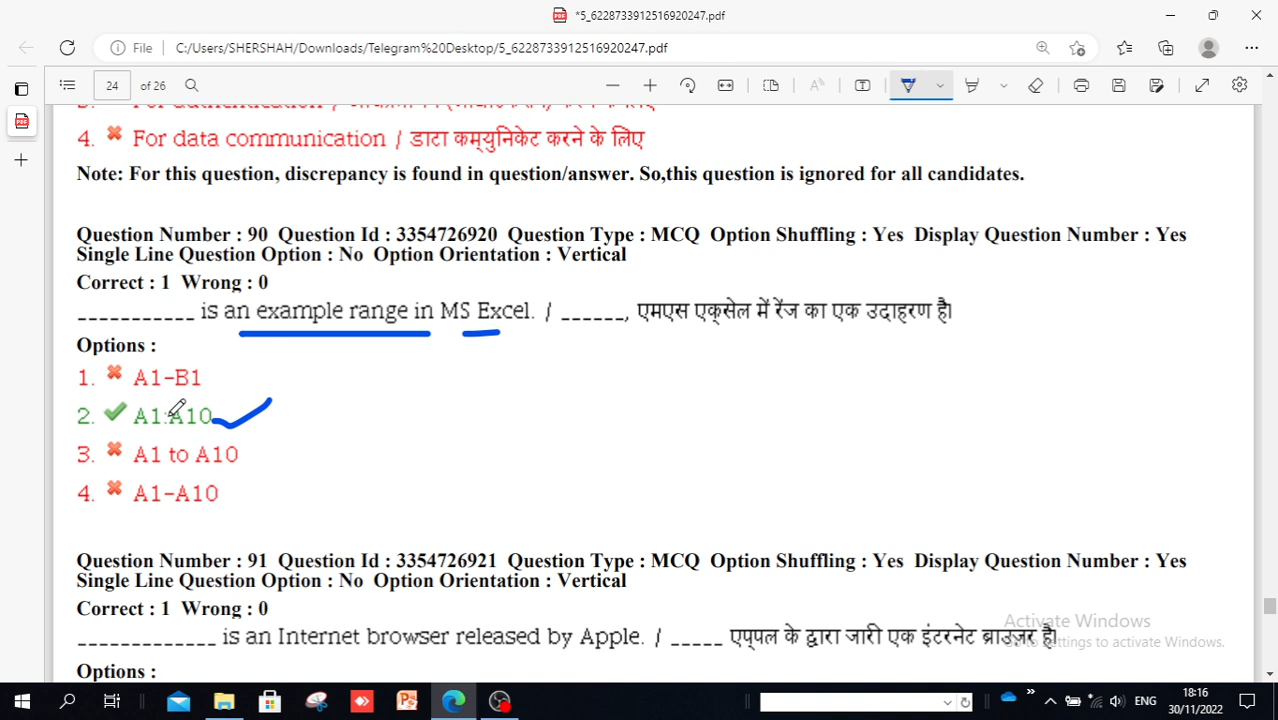 *5_6228733912516920247.pdf
File
C:/Users/SHERSHAH/Downloads/Telegram%20Desktop/5_6228733912516920247.pdf
24 of 26
4. For data communication / डाटा कम्युनिकेट करने के लिए
Note: For this question, discrepancy is found in question/answer. So,this question is ignored for all candidates.
Question Number : 90 Question Id : 3354726920 Question Type : MCQ Option Shuffling : Yes Display Question Number : Yes
Single Line Question Option : No Option Orientation : Vertical
Correct : 1 Wrong : 0
___________ is an example range in MS Excel. / ______, एमएस एक्सेल में रेंज का एक उदाहरण है।
Options :
1. A1-B1
2. A1:A10
3. A1 to A10
4. A1-A10
Question Number : 91 Question Id : 3354726921 Question Type : MCQ Option Shuffling : Yes Display Question Number : Yes
Single Line Question Option : No Option Orientation : Vertical
Correct : 1 Wrong : 0
_____________ is an Internet browser released by Apple. / _____ एप्पल के द्वारा जारी एक इंटरनेट ब्राउज़र है।
Activate Windows
Go to Settings to activate Windows.
Options :
ENG
18:16
30/11/2022